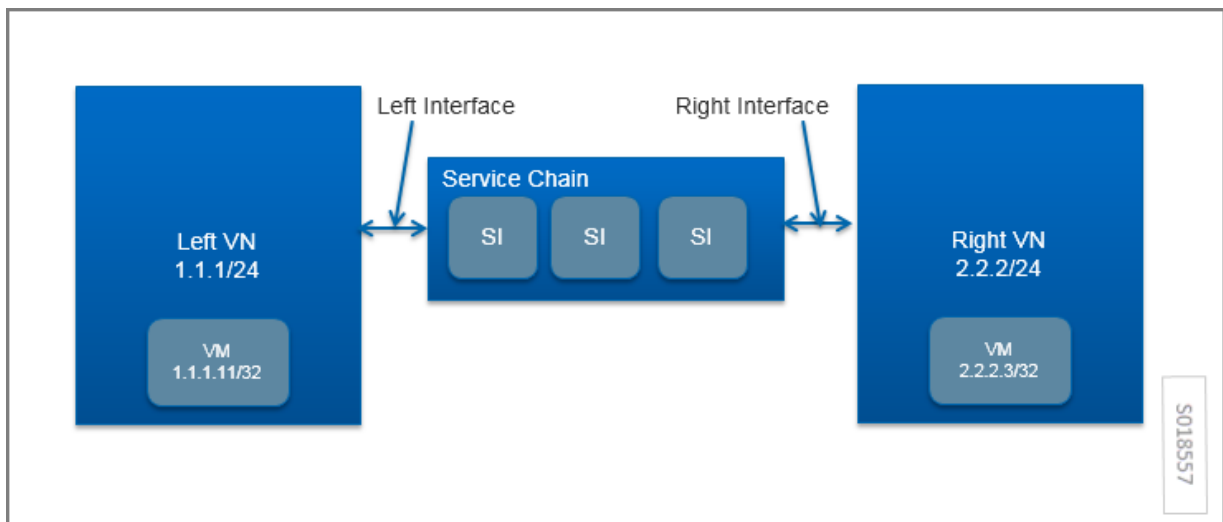 Left Interface
Right Interface
Service Chain
SI
SI
SI
Left VN
1.1.1/24
Right VN
2.2.2/24
VM
1.1.1.11/32
VM
2.2.2.3/32
S018557